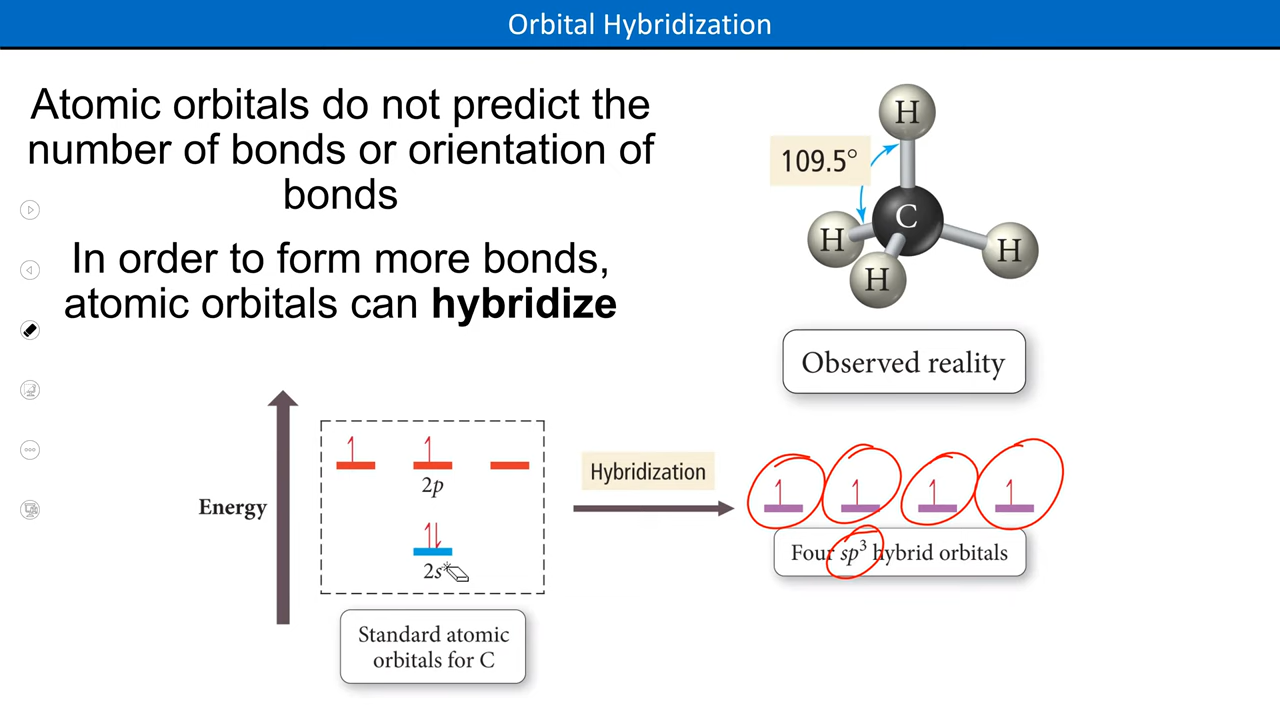 Orbital Hybridization
Atomic orbitals do not predict the
number of bonds or orientation of
bonds
In order to form more bonds,
atomic orbitals can hybridize
H
109.5°
C
H
H
H
Observed reality
Energy
2p
2s
Standard atomic
orbitals for C
Hybridization
Four sp³ hybrid orbitals